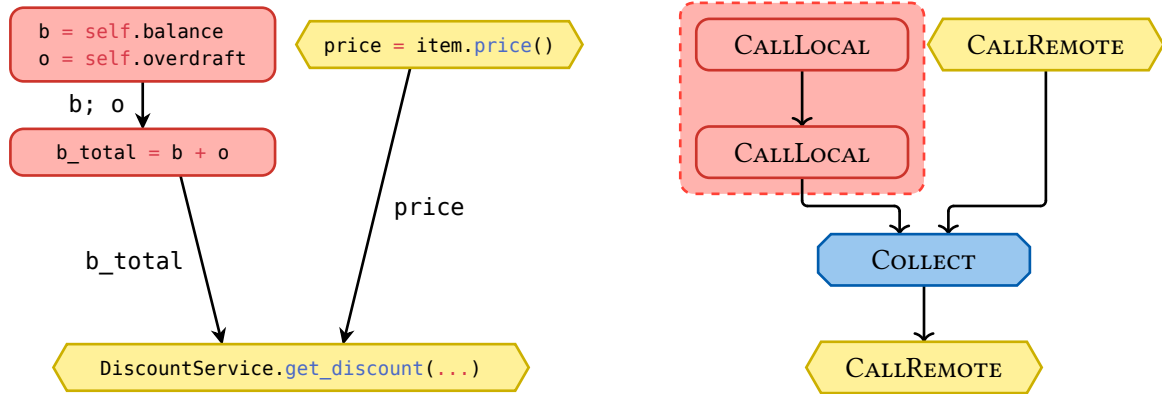 b = self.balance
o = self.overdraft
price = item.price()
b; o
b_total = b + o
price
b_total
DiscountService.get_discount(...)
CALLLOCAL
CALLREMOTE
CALLLOCAL
COLLECT
CALLREMOTE